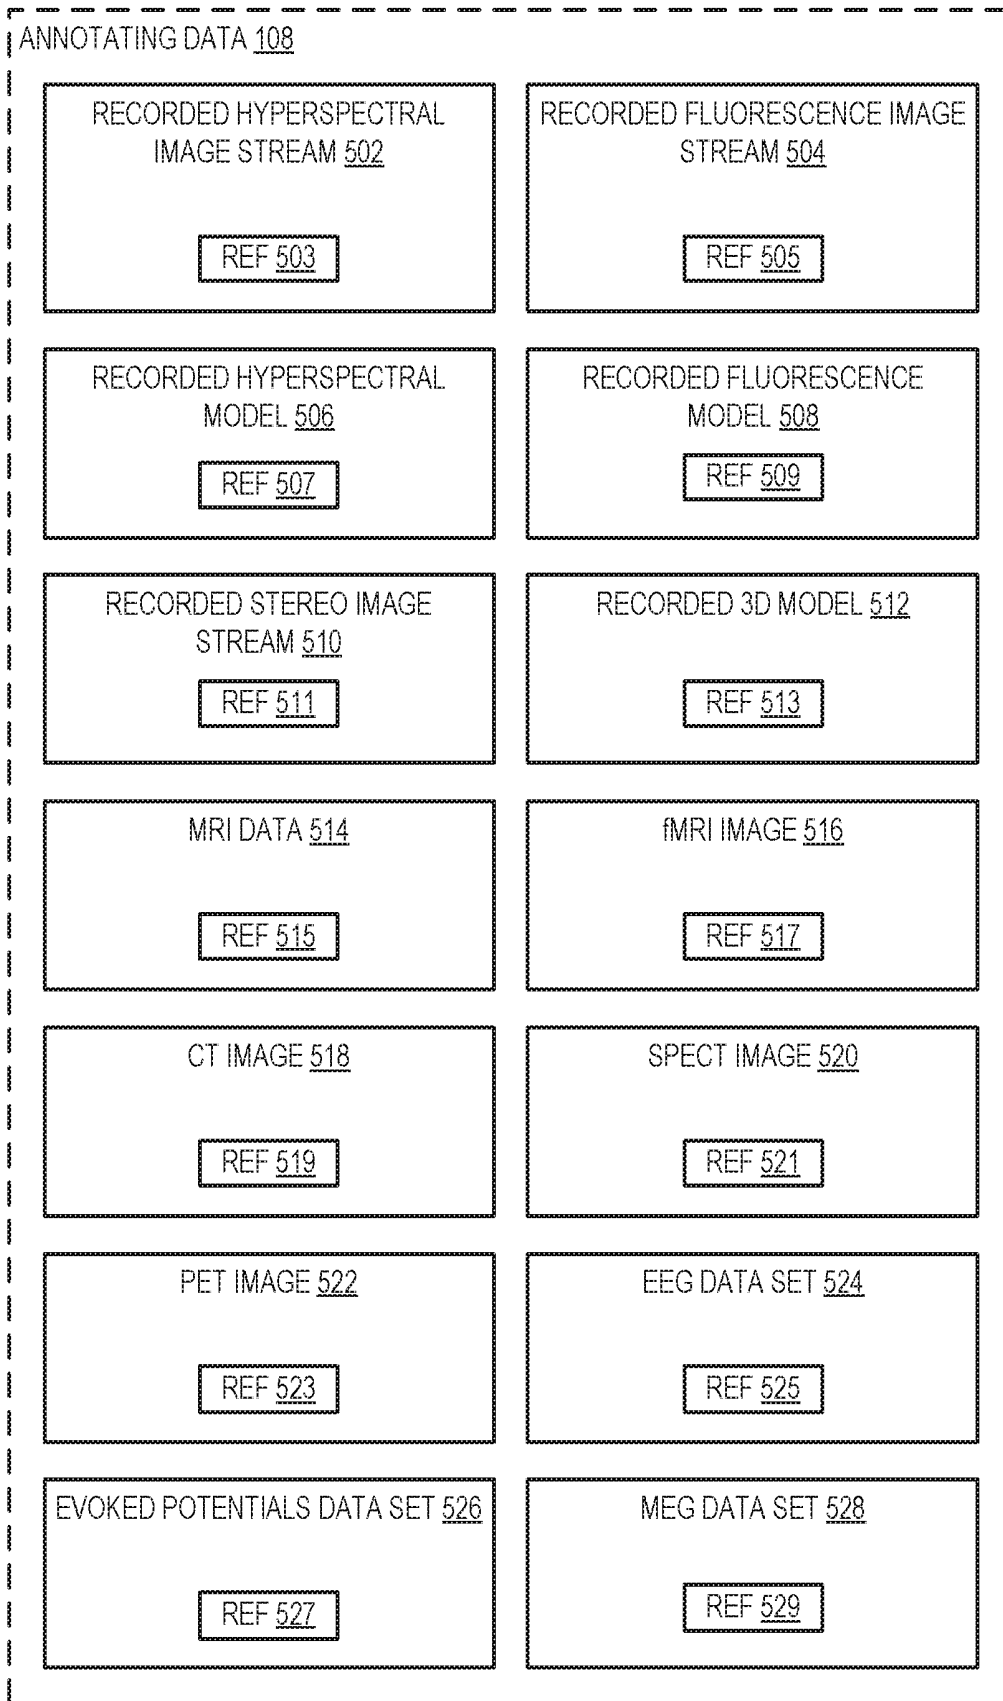 ANNOTATING DATA 108
RECORDED HYPERSPECTRAL
IMAGE STREAM 502
REF 503
RECORDED FLUORESCENCE IMAGE
STREAM 504
REF 505
RECORDED HYPERSPECTRAL
MODEL 506
REF 507
RECORDED FLUORESCENCE
MODEL 508
REF 509
RECORDED STEREO IMAGE
STREAM 510
REF 511
RECORDED 3D MODEL 512
REF 513
MRI DATA 514
REF 515
fMRI IMAGE 516
REF 517
CT IMAGE 518
REF 519
SPECT IMAGE 520
REF 521
PET IMAGE 522
REF 523
EEG DATA SET 524
REF 525
EVOKED POTENTIALS DATA SET 526
REF 527
MEG DATA SET 528
REF 529